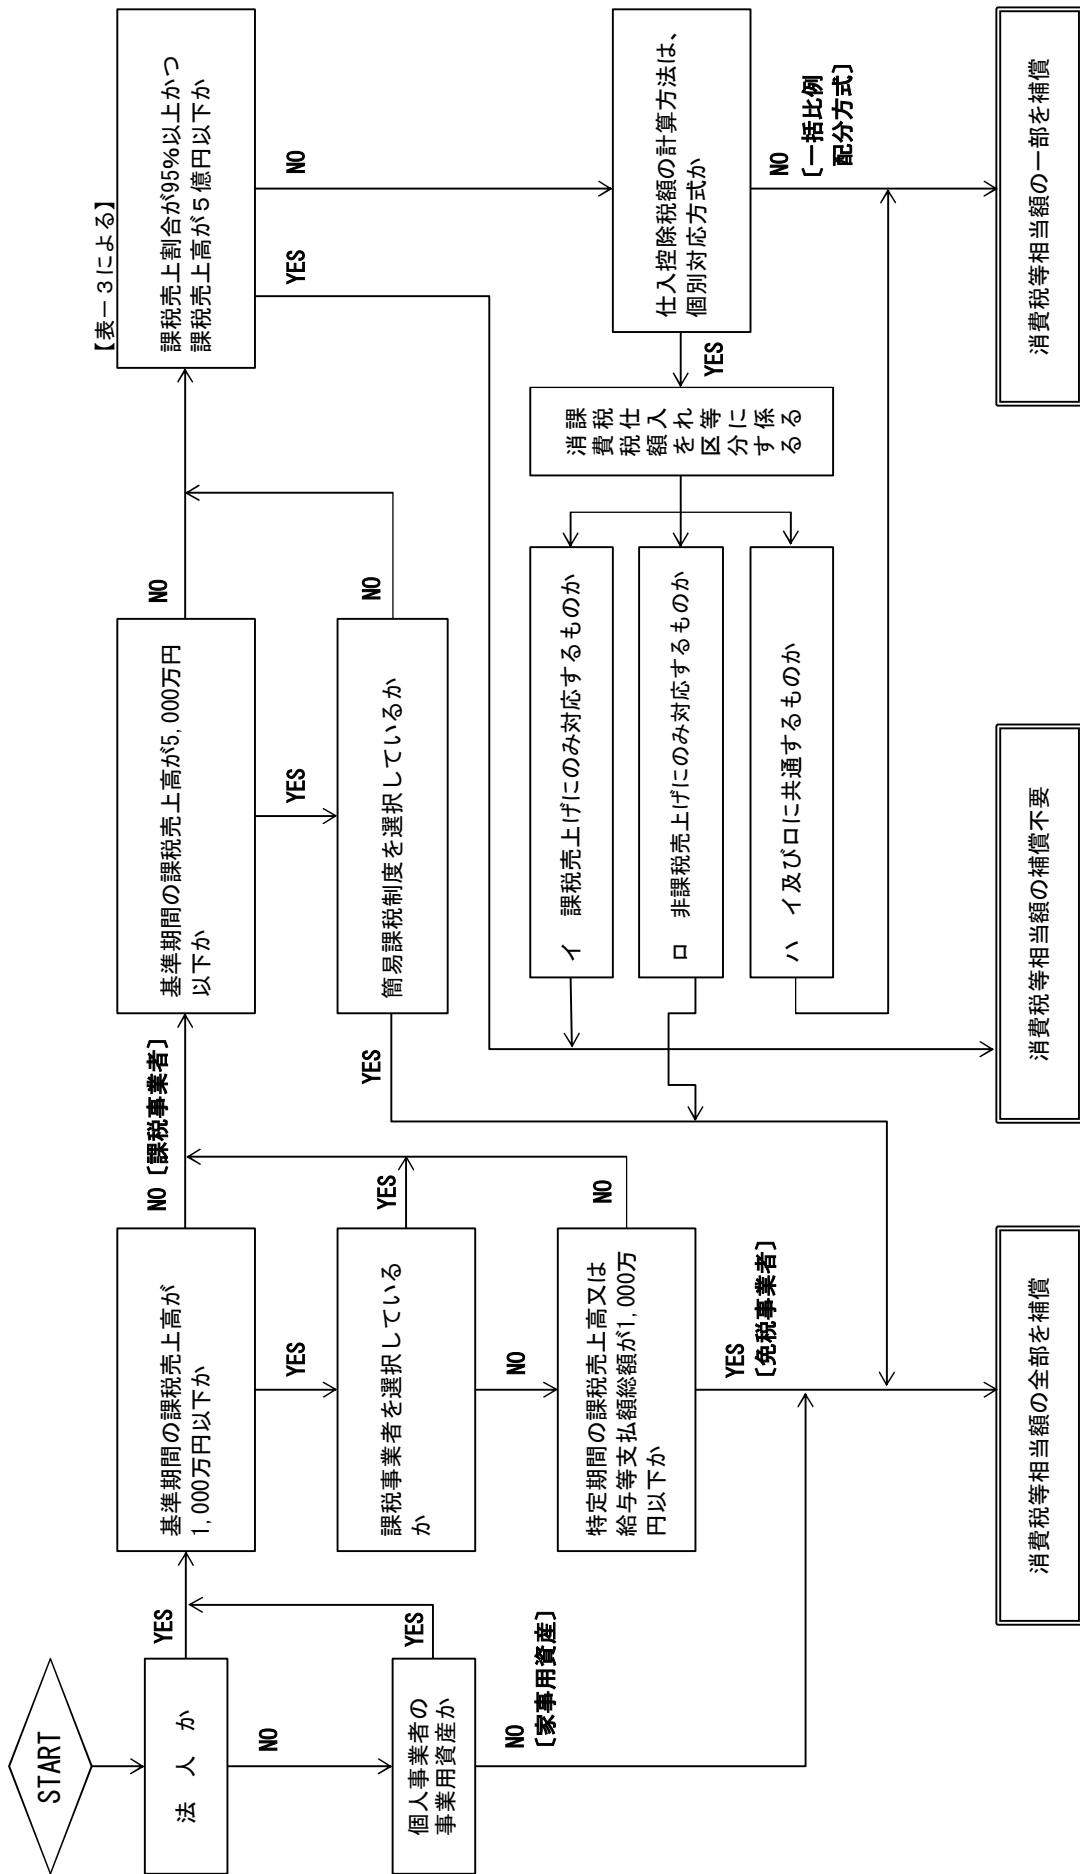 START
法 人 か
YES
NO
個人事業者の
事業用資産か
YES
NO
〔家事用資産〕
基準期間の課税売上高が
1,000万円以下か
NO〔課税事業者〕
YES
課税事業者を選択している
か
YES
NO
特定期間の課税売上高又は
給与等支払額総額が1,000万
円以下か
NO
YES
〔免税事業者〕
基準期間の課税売上高が5,000万円
以下か
NO
YES
簡易課税制度を選択しているか
NO
YES
【表－３による】
課税売上割合が95%以上かつ
課税売上高が５億円以下か
YES
NO
仕入控除税額の計算方法は、
個別対応方式か
YES
NO
〔一括比例
配分方式〕
課税仕入れ等に係る
消費税額を区分する
イ 課税売上げにのみ対応するものか
ロ 非課税売上げにのみ対応するものか
ハ イ及びロに共通するものか
消費税等相当額の全部を補償
消費税等相当額の補償不要
消費税等相当額の一部を補償